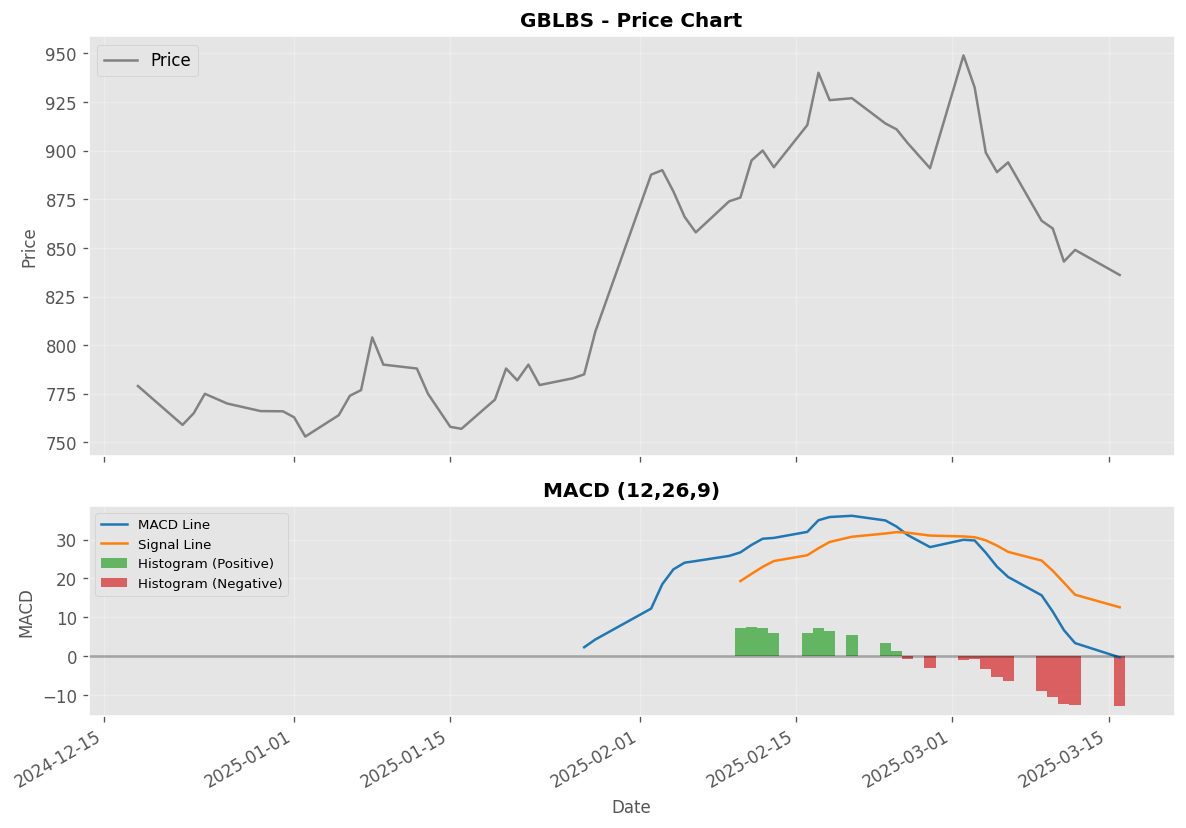 GBLBS - Price Chart
Price
950
925
900
875
850
825
800
775
750
Price
MACD (12,26,9)
MACD Line
Signal Line
Histogram (Positive)
Histogram (Negative)
30
20
10
0
−10
MACD
2024-12-15
2025-01-01
2025-01-15
2025-02-01
2025-02-15
2025-03-01
2025-03-15
Date